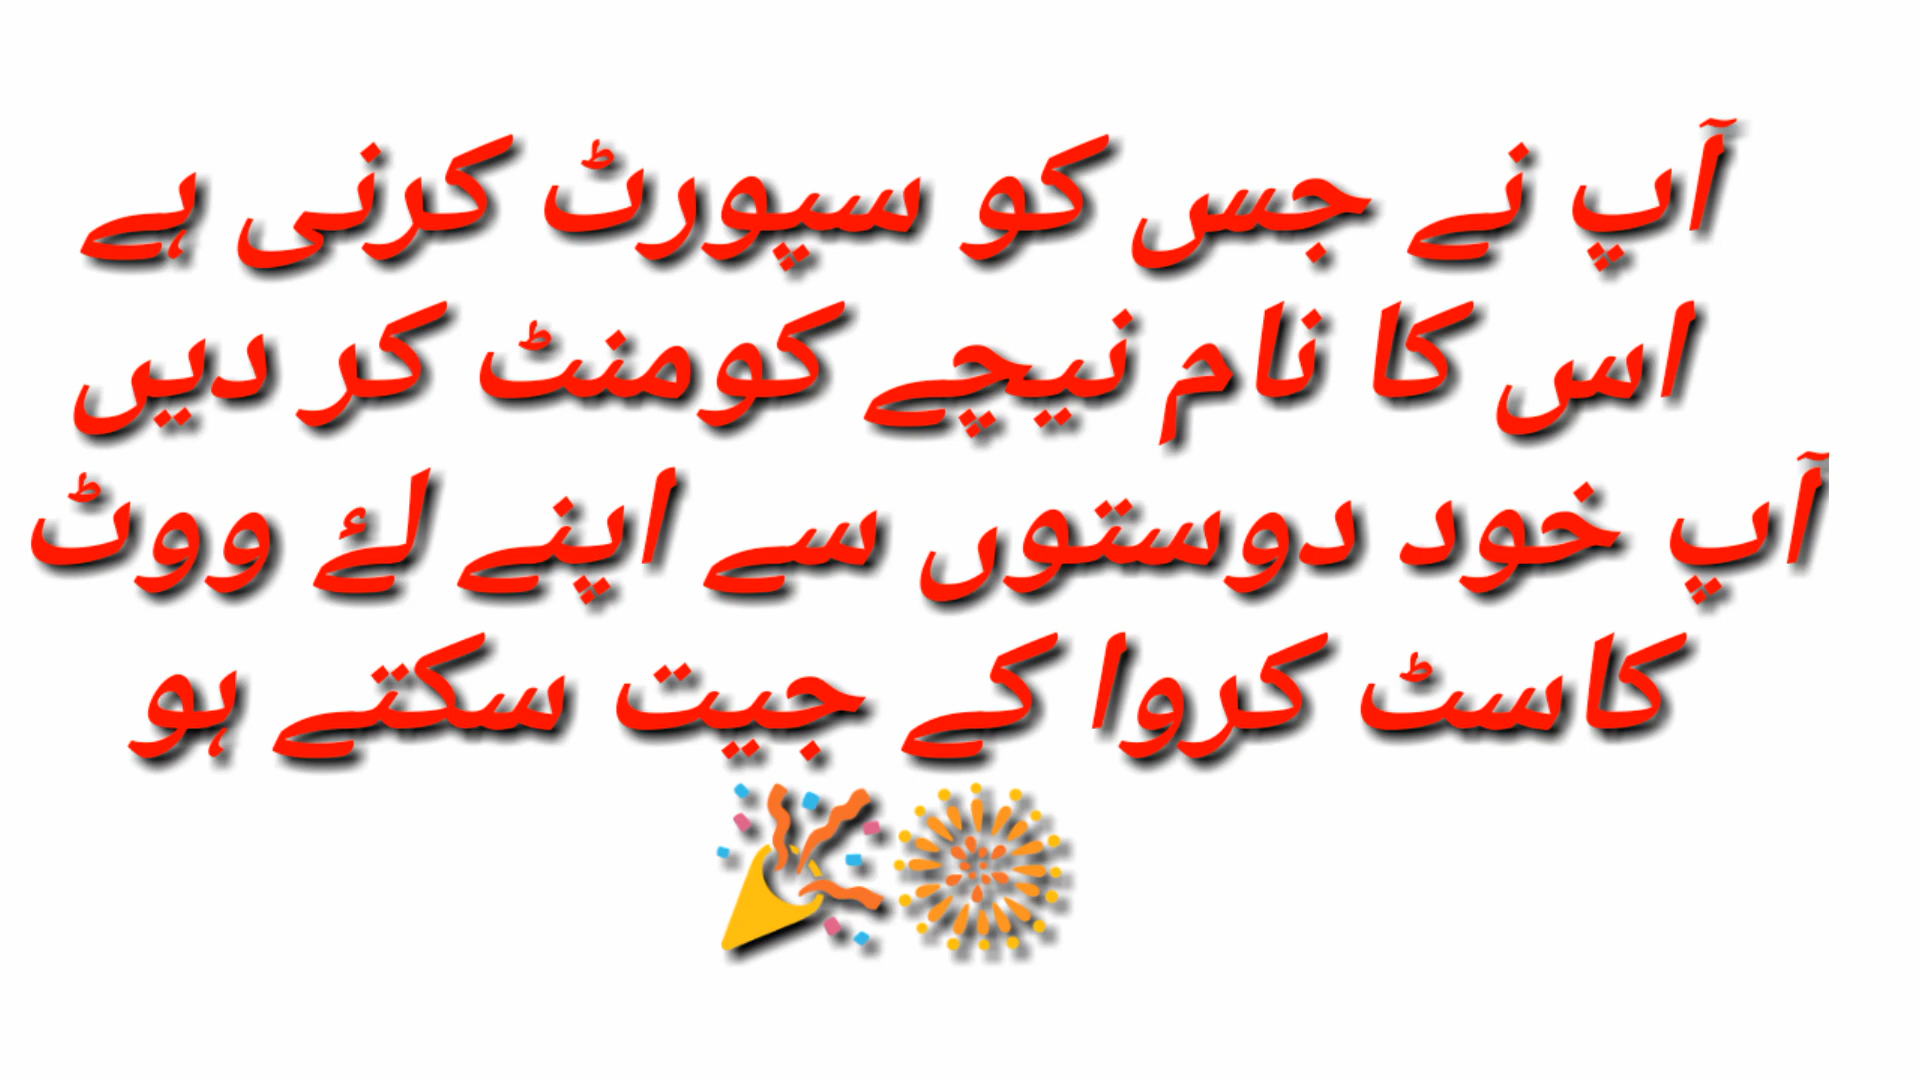 آپ نے جس کو سپورٹ کرنی ہے
اس کا نام نیچے کومنٹ کر دیں
آپ خود دوستوں سے اپنے لئے ووٹ
کاسٹ کروا کے جیت سکتے ہو
🎆🎉